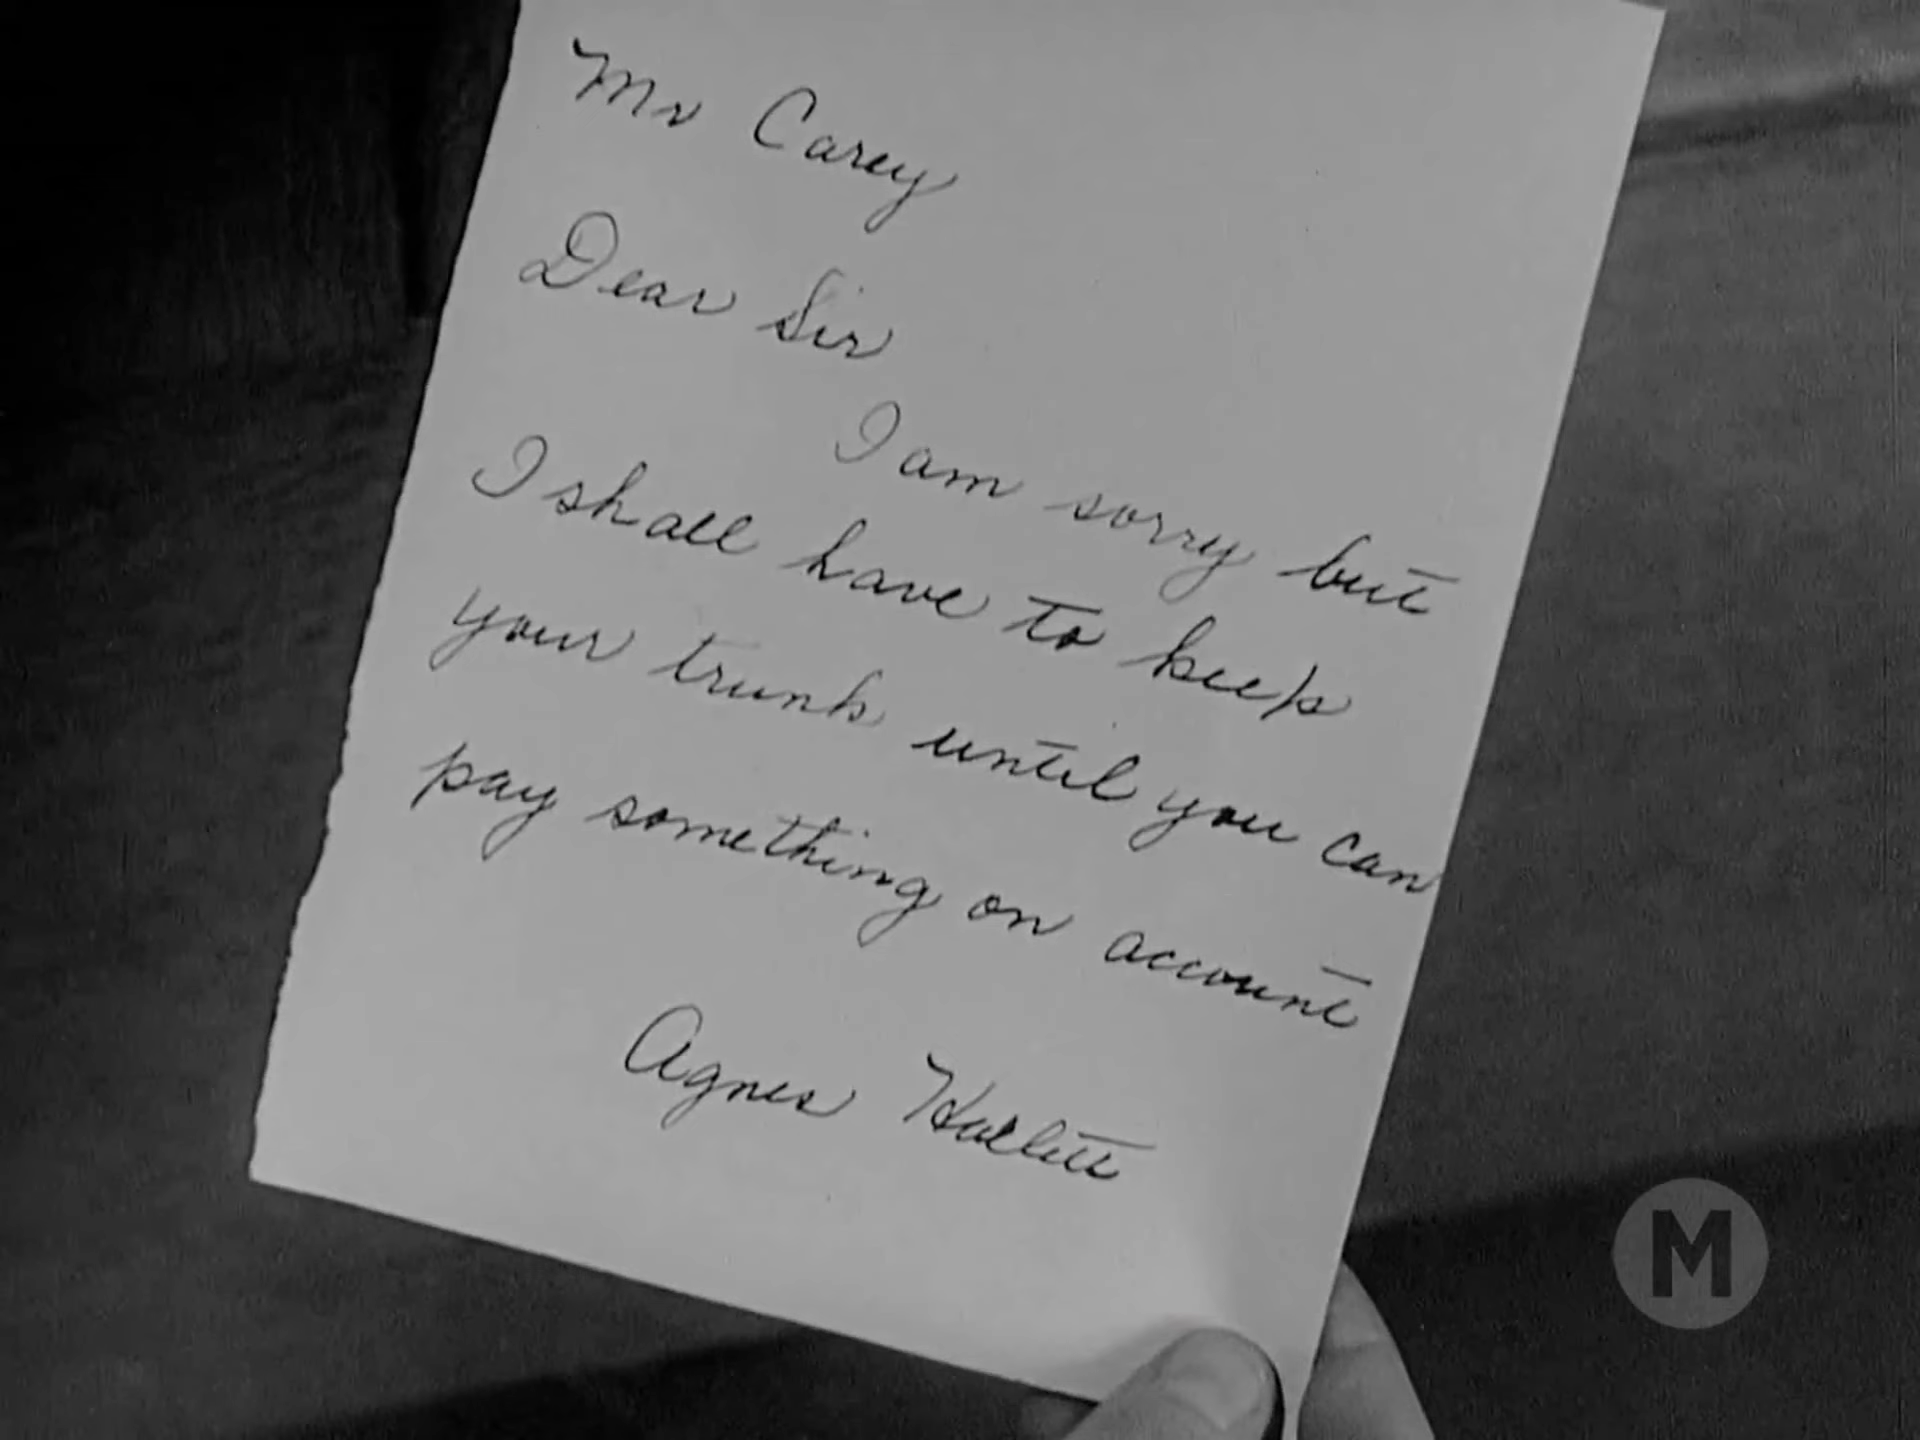 Mr Carey
Dear Sir
I am sorry but
I shall have to keep
your trunk until you can
pay something on account
Agnes Hallett
M